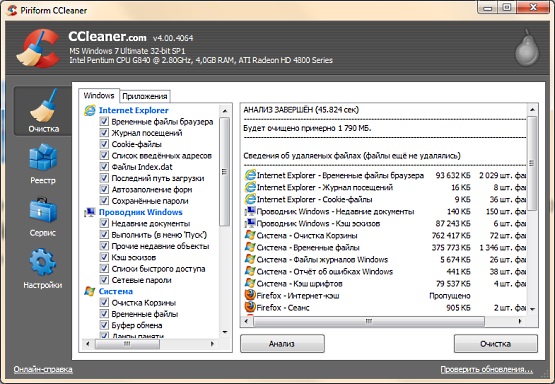 Piriform CCleaner
CCleaner.com v4.00.4064
MS Windows 7 Ultimate 32-bit SP1
Intel Pentium CPU G840 @ 2.80GHz, 4,0GB RAM, ATI Radeon HD 4800 Series
Очистка
Реестр
Сервис
Настройки
Windows Приложения
Internet Explorer
Временные файлы браузера
Журнал посещений
Cookie-файлы
Список введённых адресов
Файлы Index.dat
Последний путь загрузки
Автозаполнение форм
Сохранённые пароли
Проводник Windows
Недавние документы
Выполнить (в меню 'Пуск')
Прочие недавние объекты
Кэш эскизов
Списки быстрого доступа
Сетевые пароли
Система
Очистка Корзины
Временные файлы
Буфер обмена
Дампы памяти
АНАЛИЗ ЗАВЕРШЁН (45.824 сек)
Будет очищено примерно 1 790 МБ.
Сведения об удаляемых файлах (файлы ещё не удалялись)
Internet Explorer - Временные файлы браузера 93 632 КБ 2 029 шт. фа
Internet Explorer - Журнал посещений 16 КБ 8 шт. фа
Internet Explorer - Cookie-файлы 9 КБ 36 шт. фа
Проводник Windows - Недавние документы 140 КБ 150 шт. фа
Проводник Windows - Кэш эскизов 87 243 КБ 6 шт. фа
Система - Очистка Корзины 762 417 КБ 72 шт. фа
Система - Временные файлы 375 773 КБ 1 346 шт. фа
Система - Файлы журналов Windows 5 674 КБ 26 шт. фа
Система - Отчёт об ошибках Windows 441 КБ 38 шт. фа
Система - Кэш шрифтов 79 537 КБ 4 шт. фа
Firefox - Интернет-кэш Пропущено
Firefox - Сеанс 905 КБ 2 шт. фа
Анализ
Очистка
Онлайн-справка
Проверить обновления...